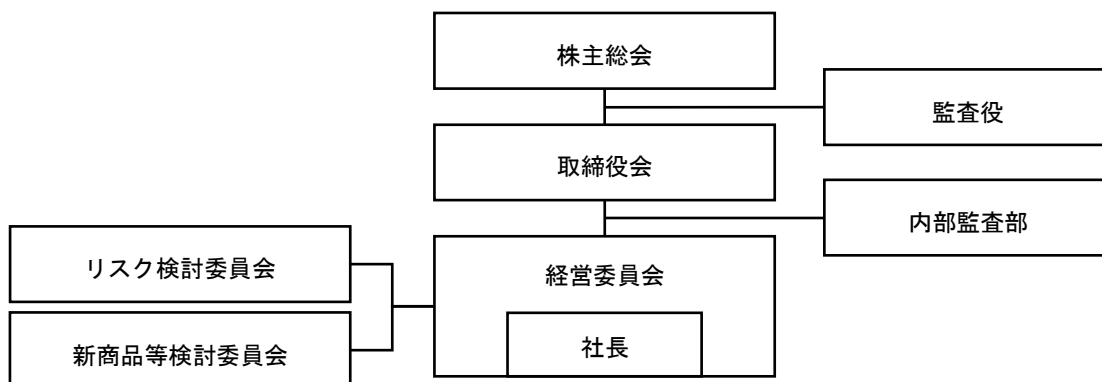 株主総会
監査役
取締役会
内部監査部
リスク検討委員会
経営委員会
新商品等検討委員会
社長